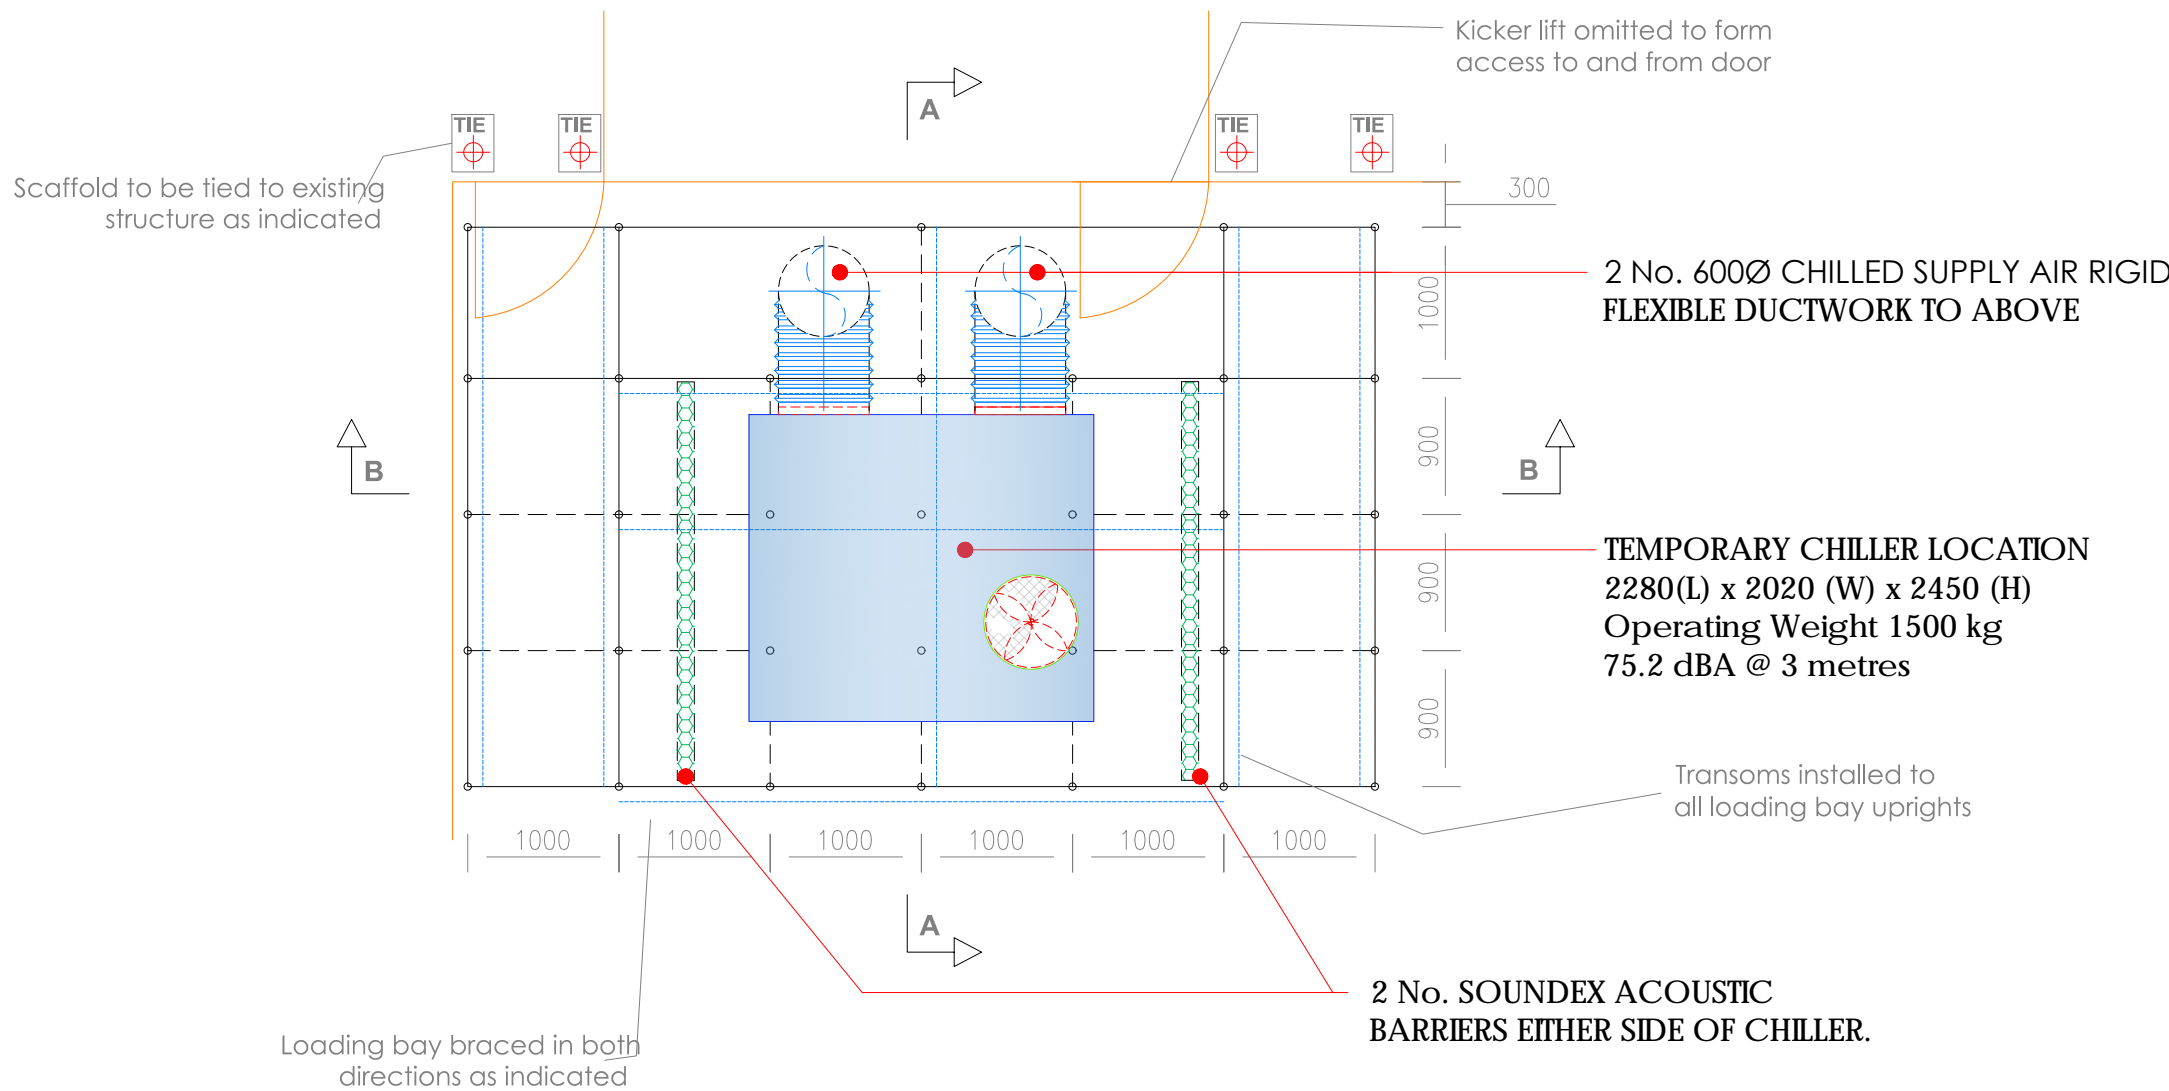 Kicker lift omitted to form
access to and from door
A
TIE
TIE
TIE
TIE
Scaffold to be tied to existing
structure as indicated
300
2 No. 600Ø CHILLED SUPPLY AIR RIGID
FLEXIBLE DUCTWORK TO ABOVE
1000
900
B
B
TEMPORARY CHILLER LOCATION
2280(L) x 2020 (W) x 2450 (H)
Operating Weight 1500 kg
75.2 dBA @ 3 metres
900
900
Transoms installed to
all loading bay uprights
1000
1000
1000
1000
1000
1000
A
2 No. SOUNDEX ACOUSTIC
BARRIERS EITHER SIDE OF CHILLER.
Loading bay braced in both
directions as indicated